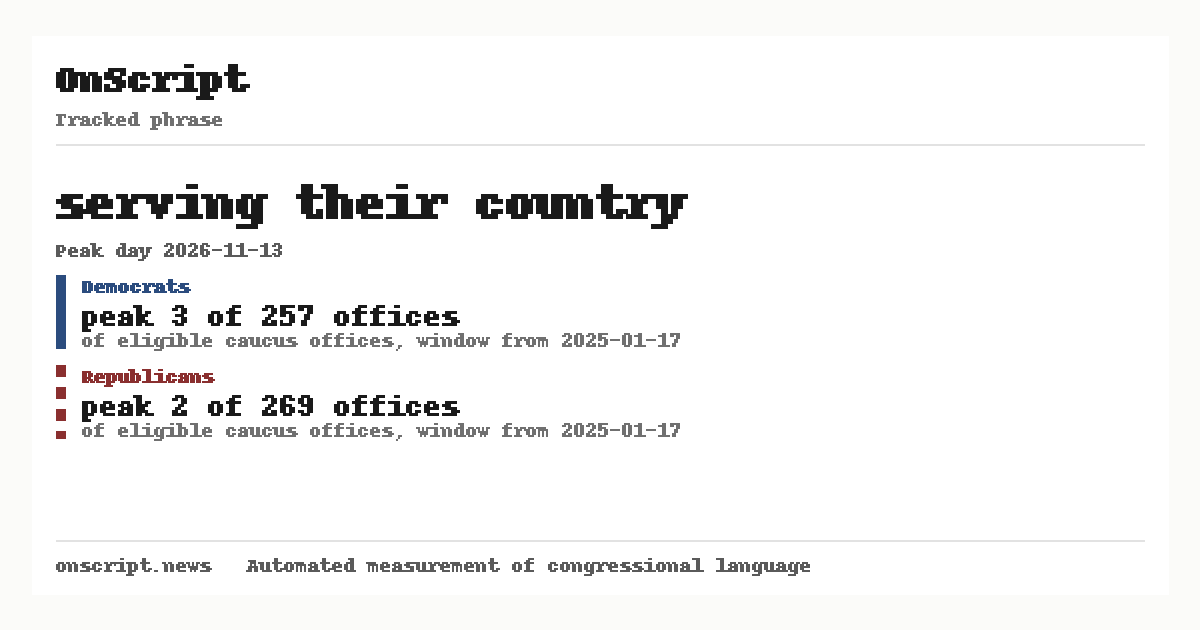 OnScript
Tracked phrase
serving their country
Peak day 2026-11-13
Democrats
peak 3 of 257 offices
of eligible caucus offices, window from 2025-01-17
Republicans
peak 2 of 269 offices
of eligible caucus offices, window from 2025-01-17
onscript.news Automated measurement of congressional language